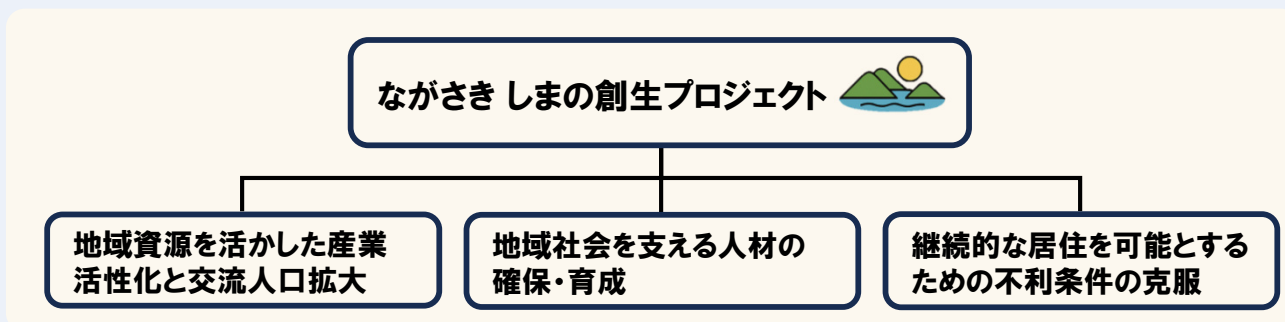 ながさき しまの創生プロジェクト
地域資源を活かした産業
活性化と交流人口拡大
地域社会を支える人材の
確保・育成
継続的な居住を可能とする
ための不利条件の克服